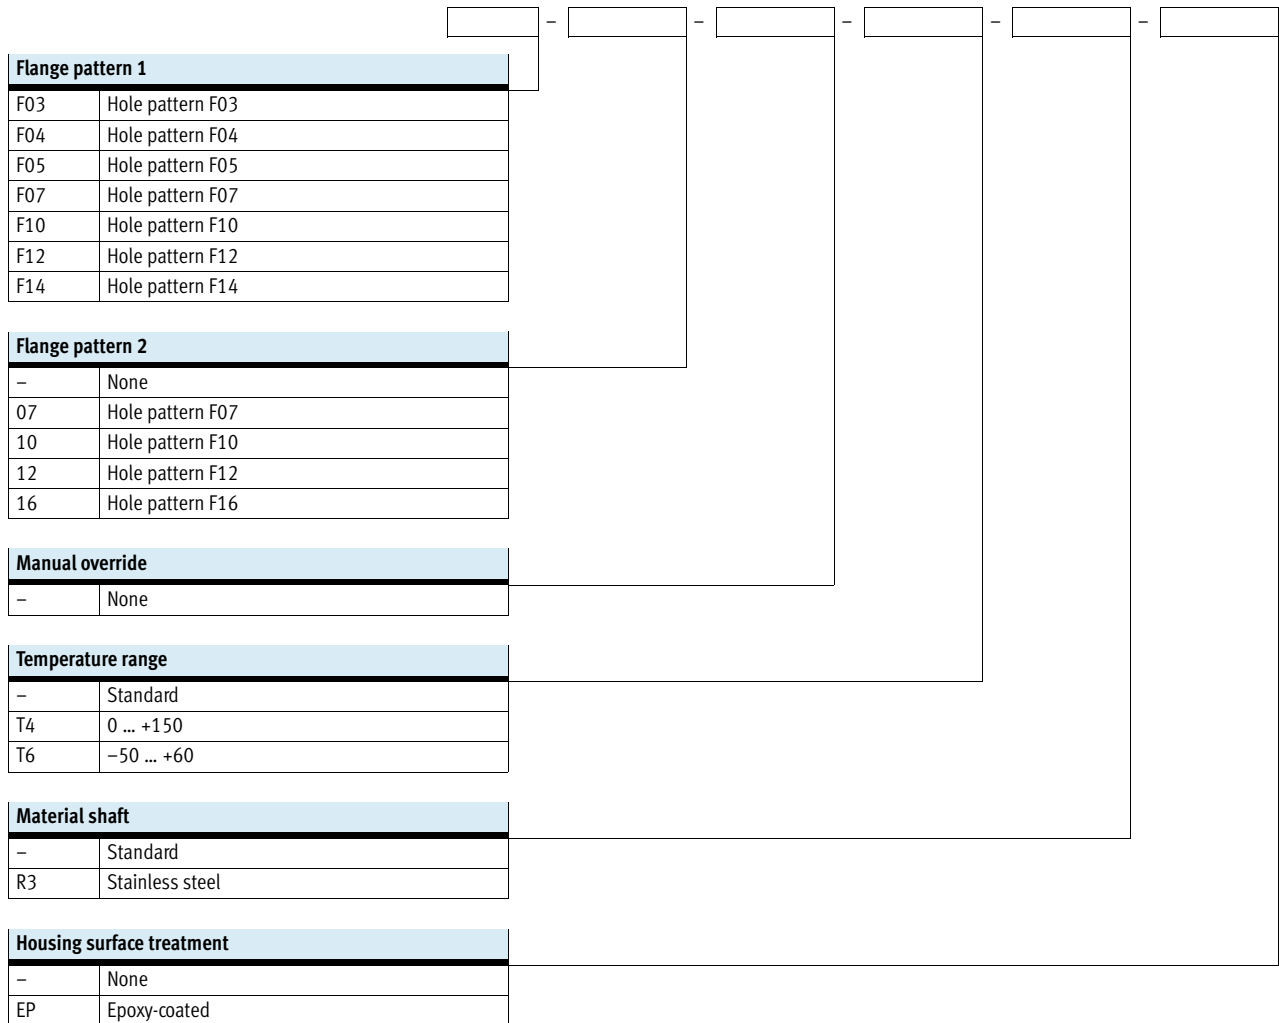 – – – – –
Flange pattern 1
F03 Hole pattern F03
F04 Hole pattern F04
F05 Hole pattern F05
F07 Hole pattern F07
F10 Hole pattern F10
F12 Hole pattern F12
F14 Hole pattern F14
Flange pattern 2
– None
07 Hole pattern F07
10 Hole pattern F10
12 Hole pattern F12
16 Hole pattern F16
Manual override
– None
Temperature range
– Standard
T4 0 ... +150
T6 –50 ... +60
Material shaft
– Standard
R3 Stainless steel
Housing surface treatment
– None
EP Epoxy-coated